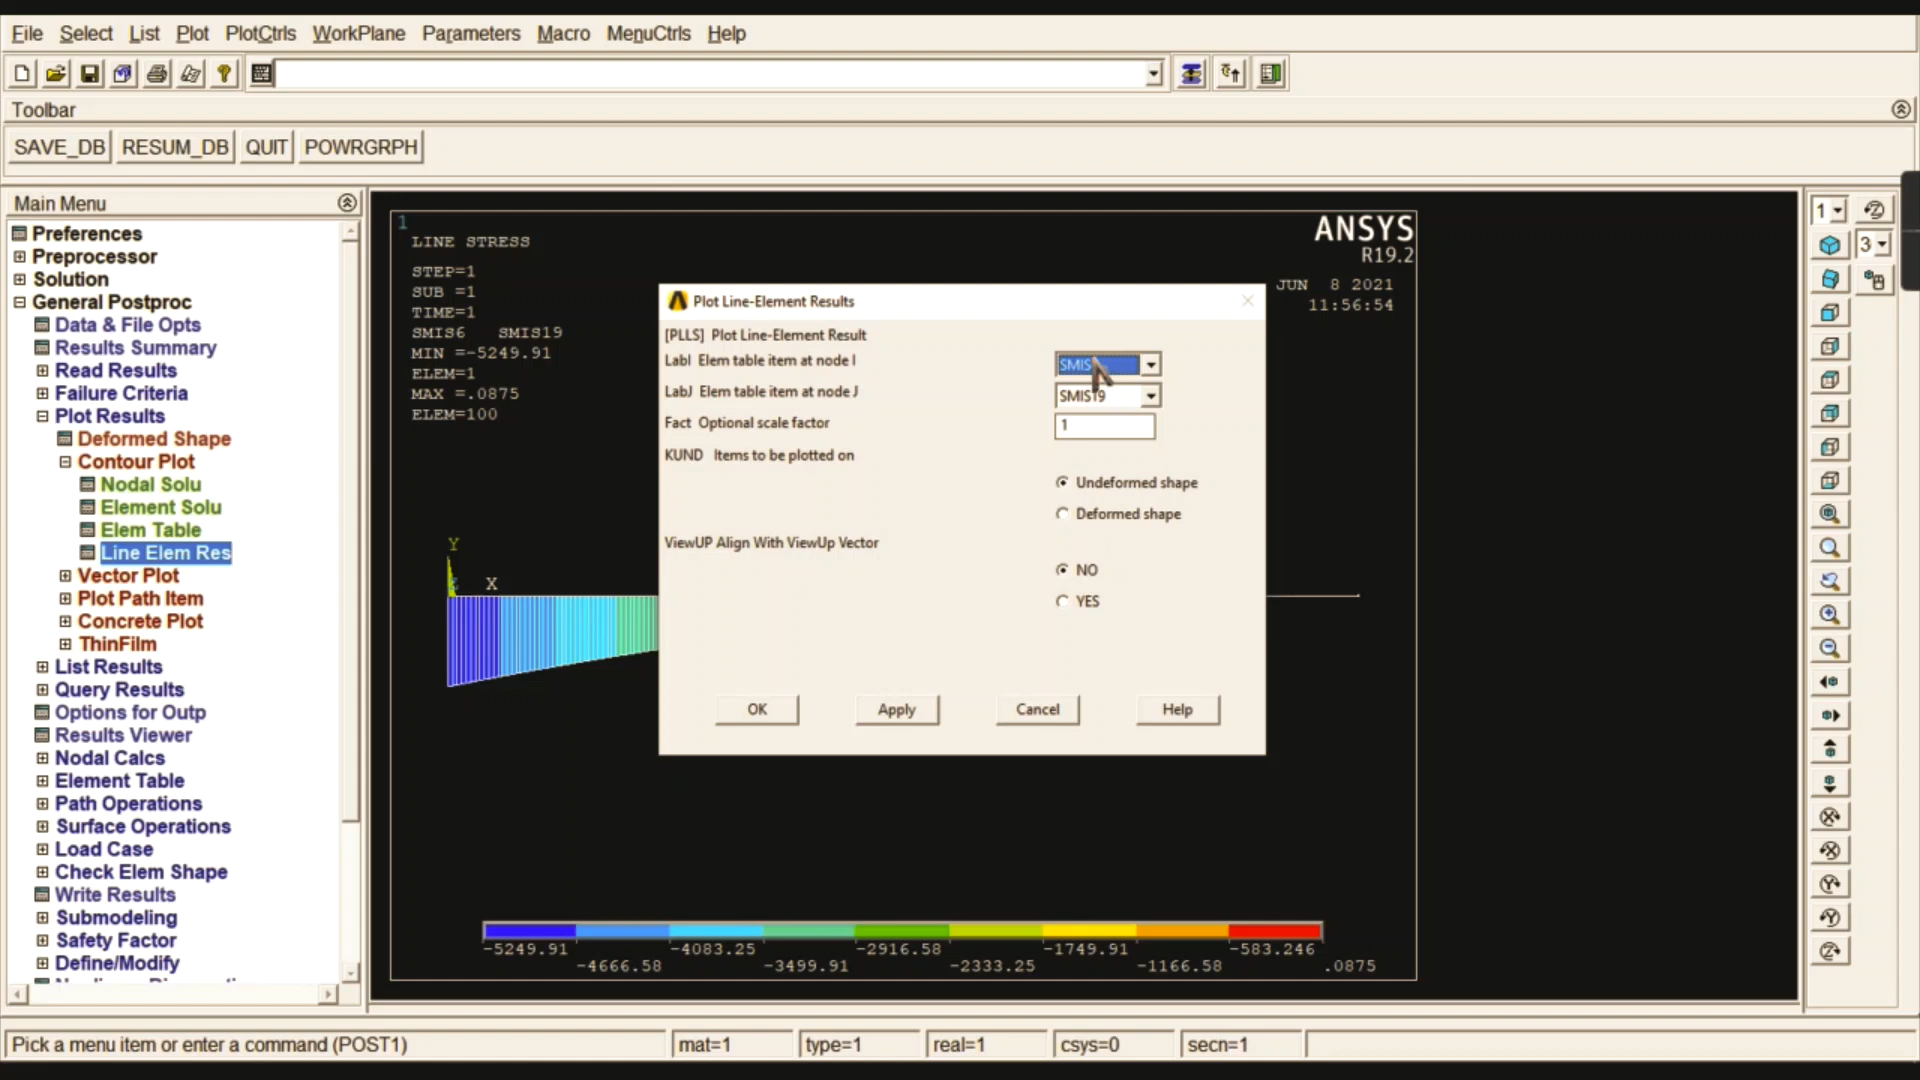 File Select List Plot PlotCtrls WorkPlane Parameters Macro MenuCtrls Help
Toolbar
SAVE_DB RESUM_DB QUIT POWRGRPH
Main Menu
Preferences
Preprocessor
Solution
General Postproc
Data & File Opts
Results Summary
Read Results
Failure Criteria
Plot Results
Deformed Shape
Contour Plot
Nodal Solu
Element Solu
Elem Table
Line Elem Res
Vector Plot
Plot Path Item
Concrete Plot
ThinFilm
List Results
Query Results
Options for Outp
Results Viewer
Nodal Calcs
Element Table
Path Operations
Surface Operations
Load Case
Check Elem Shape
Write Results
Submodeling
Safety Factor
Define/Modify
1
LINE STRESS
STEP=1
SUB =1
TIME=1
SMIS6 SMIS19
MIN =-5249.91
ELEM=1
MAX =.0875
ELEM=100
ANSYS
R19.2
JUN 8 2021
11:56:54
Y
X
Plot Line-Element Results
[PLLS] Plot Line-Element Result
LabI Elem table item at node I
SMIS
LabJ Elem table item at node J
SMIS19
Fact Optional scale factor
1
KUND Items to be plotted on
Undeformed shape
Deformed shape
ViewUP Align With ViewUp Vector
NO
YES
OK Apply Cancel Help
-5249.91 -4083.25 -2916.58 -1749.91 -583.246
-4666.58 -3499.91 -2333.25 -1166.58 .0875
1
3
Pick a menu item or enter a command (POST1) mat=1 type=1 real=1 csys=0 secn=1